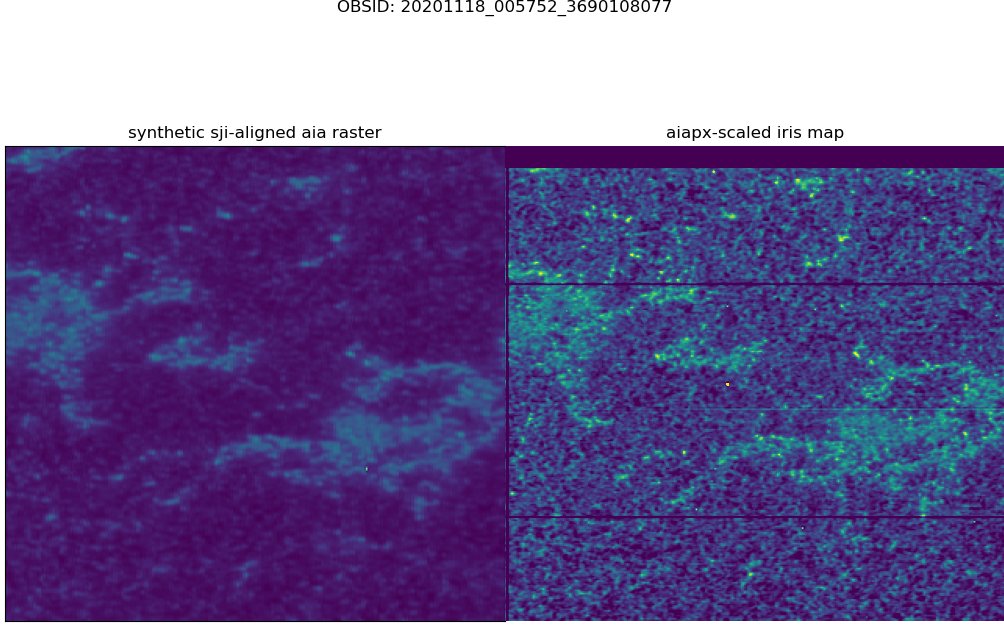 OBSID: 20201118_005752_3690108077
synthetic sji-aligned aia raster
aiapx-scaled iris map